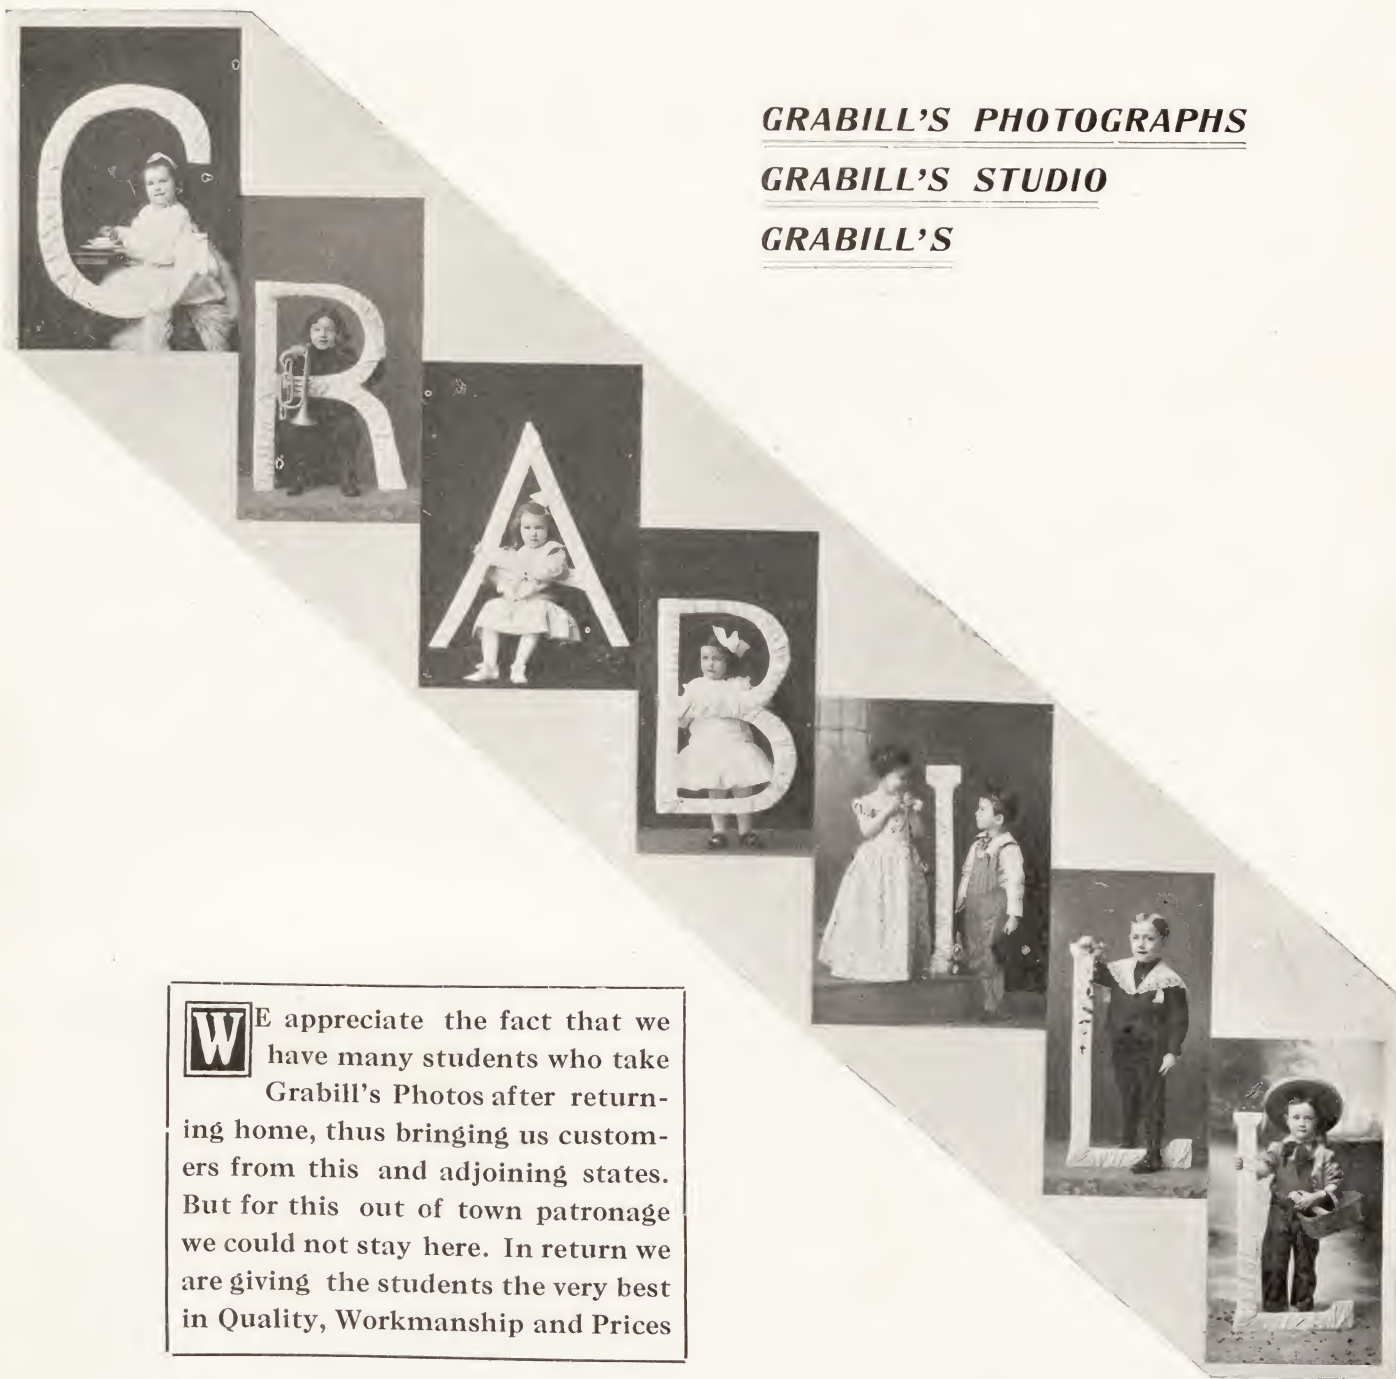 GRABILL'S PHOTOGRAPHS
GRABILL'S STUDIO
GRABILL'S
G
R
A
B
I
L
L
WE appreciate the fact that we
have many students who take
Grabill's Photos after return-
ing home, thus bringing us custom-
ers from this and adjoining states.
But for this out of town patronage
we could not stay here. In return we
are giving the students the very best
in Quality, Workmanship and Prices